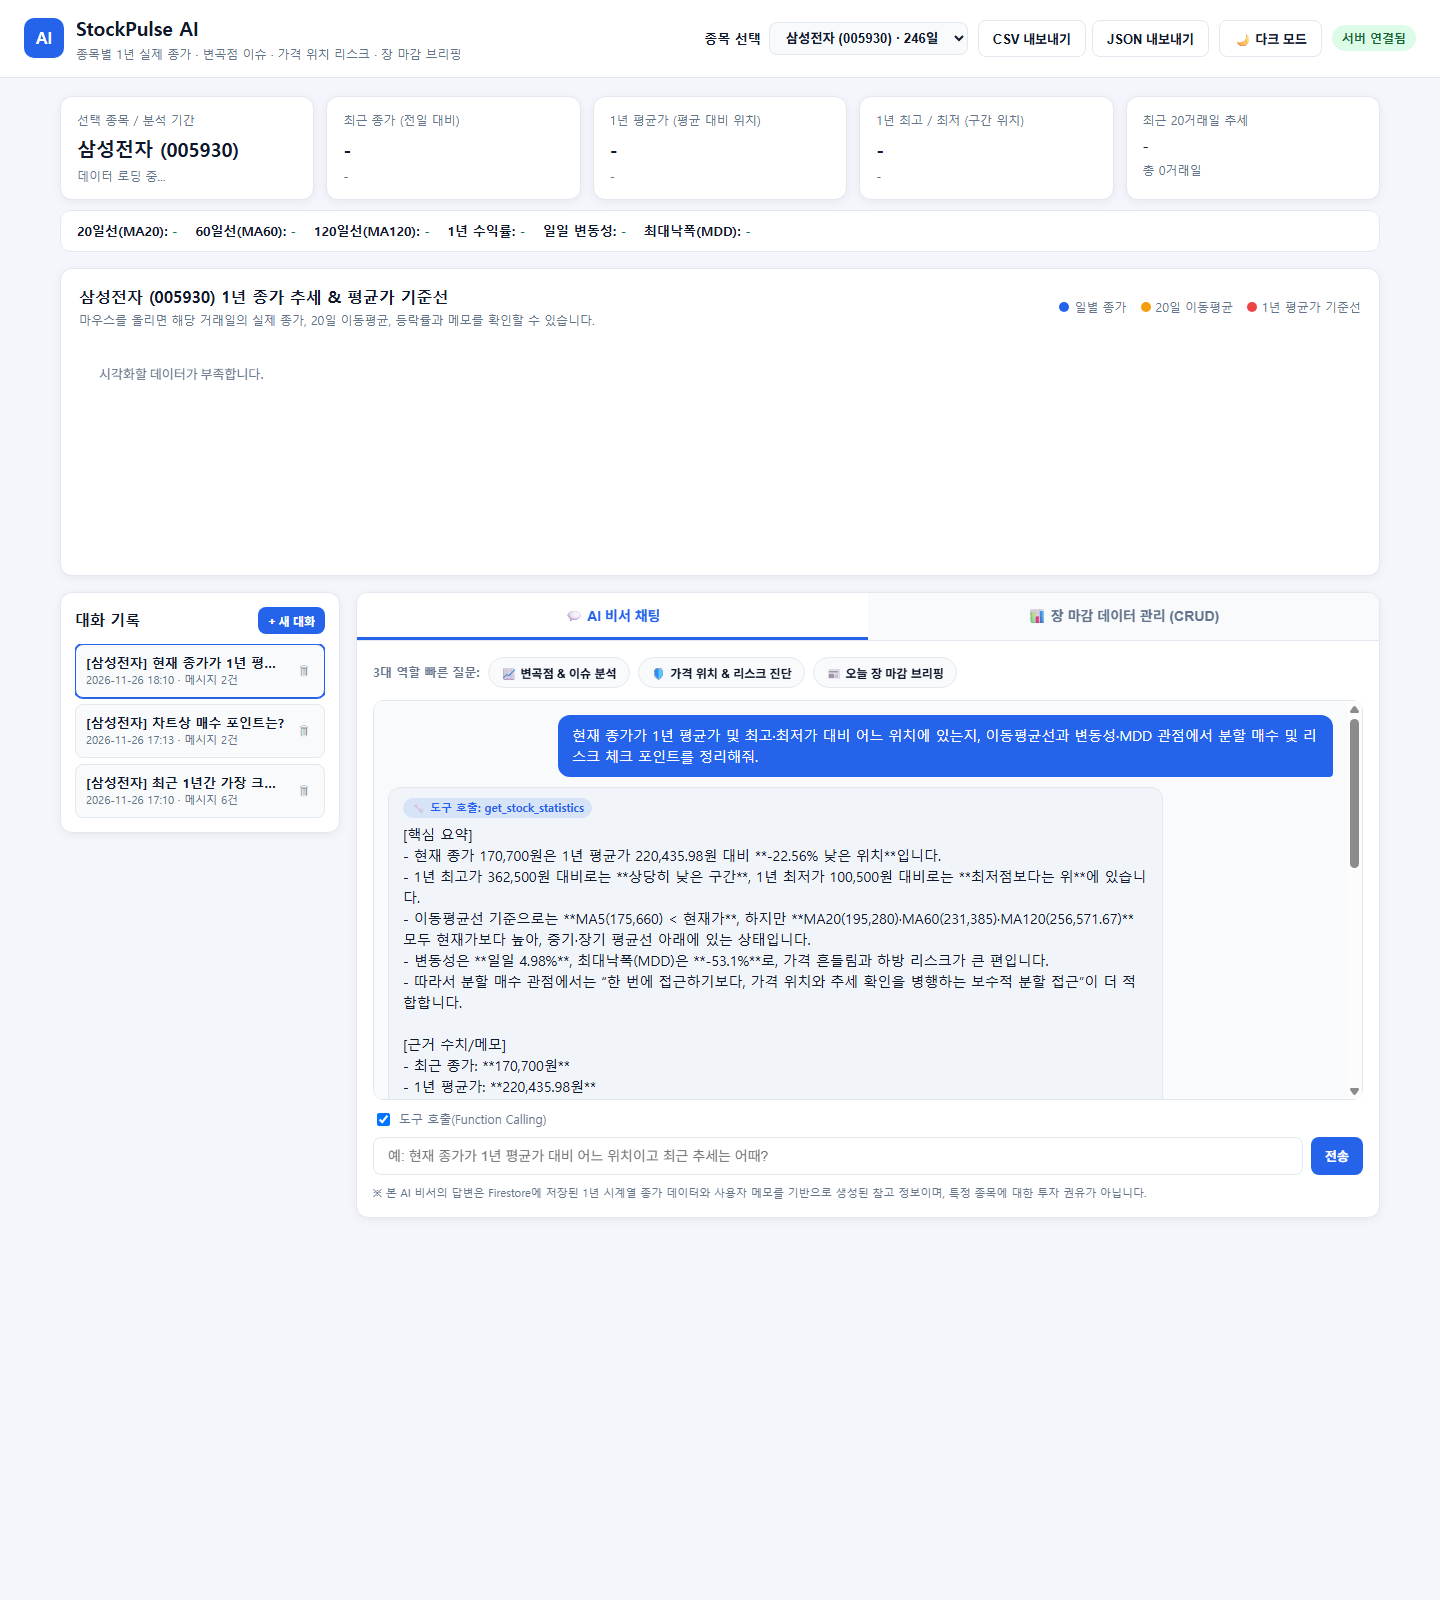 AI
StockPulse AI
종목별 1년 실제 종가 · 변곡점 이슈 · 가격 위치 리스크 · 장 마감 브리핑
종목 선택
삼성전자 (005930) · 246일
CSV 내보내기
JSON 내보내기
🌙 다크 모드
서버 연결됨
선택 종목 / 분석 기간
삼성전자 (005930)
데이터 로딩 중...
최근 종가 (전일 대비)
-
-
1년 평균가 (평균 대비 위치)
-
-
1년 최고 / 최저 (구간 위치)
-
-
최근 20거래일 추세
-
총 0거래일
20일선(MA20): - 60일선(MA60): - 120일선(MA120): - 1년 수익률: - 일일 변동성: - 최대낙폭(MDD): -
삼성전자 (005930) 1년 종가 추세 & 평균가 기준선
마우스를 올리면 해당 거래일의 실제 종가, 20일 이동평균, 등락률과 메모를 확인할 수 있습니다.
일별 종가 20일 이동평균 1년 평균가 기준선
시각화할 데이터가 부족합니다.
대화 기록
+ 새 대화
[삼성전자] 현재 종가가 1년 평...
2026-11-26 18:10 · 메시지 2건
[삼성전자] 차트상 매수 포인트는?
2026-11-26 17:13 · 메시지 2건
[삼성전자] 최근 1년간 가장 크...
2026-11-26 17:10 · 메시지 6건
💬 AI 비서 채팅
📊 장 마감 데이터 관리 (CRUD)
3대 역할 빠른 질문:
📈 변곡점 & 이슈 분석
🛡️ 가격 위치 & 리스크 진단
📰 오늘 장 마감 브리핑
현재 종가가 1년 평균가 및 최고·최저가 대비 어느 위치에 있는지, 이동평균선과 변동성·MDD 관점에서 분할 매수 및 리
스크 체크 포인트를 정리해줘.
🔧 도구 호출: get_stock_statistics
[핵심 요약]
- 현재 종가 170,700원은 1년 평균가 220,435.98원 대비 **-22.56% 낮은 위치**입니다.
- 1년 최고가 362,500원 대비로는 **상당히 낮은 구간**, 1년 최저가 100,500원 대비로는 **최저점보다는 위**에 있습니
다.
- 이동평균선 기준으로는 **MA5(175,660) < 현재가**, 하지만 **MA20(195,280)·MA60(231,385)·MA120(256,571.67)**
모두 현재가보다 높아, 중기·장기 평균선 아래에 있는 상태입니다.
- 변동성은 **일일 4.98%**, 최대낙폭(MDD)은 **-53.1%**로, 가격 흔들림과 하방 리스크가 큰 편입니다.
- 따라서 분할 매수 관점에서는 “한 번에 접근하기보다, 가격 위치와 추세 확인을 병행하는 보수적 분할 접근”이 더 적
합합니다.
[근거 수치/메모]
- 최근 종가: **170,700원**
- 1년 평균가: **220,435.98원**
도구 호출(Function Calling)
예: 현재 종가가 1년 평균가 대비 어느 위치이고 최근 추세는 어때?
전송
※ 본 AI 비서의 답변은 Firestore에 저장된 1년 시계열 종가 데이터와 사용자 메모를 기반으로 생성된 참고 정보이며, 특정 종목에 대한 투자 권유가 아닙니다.